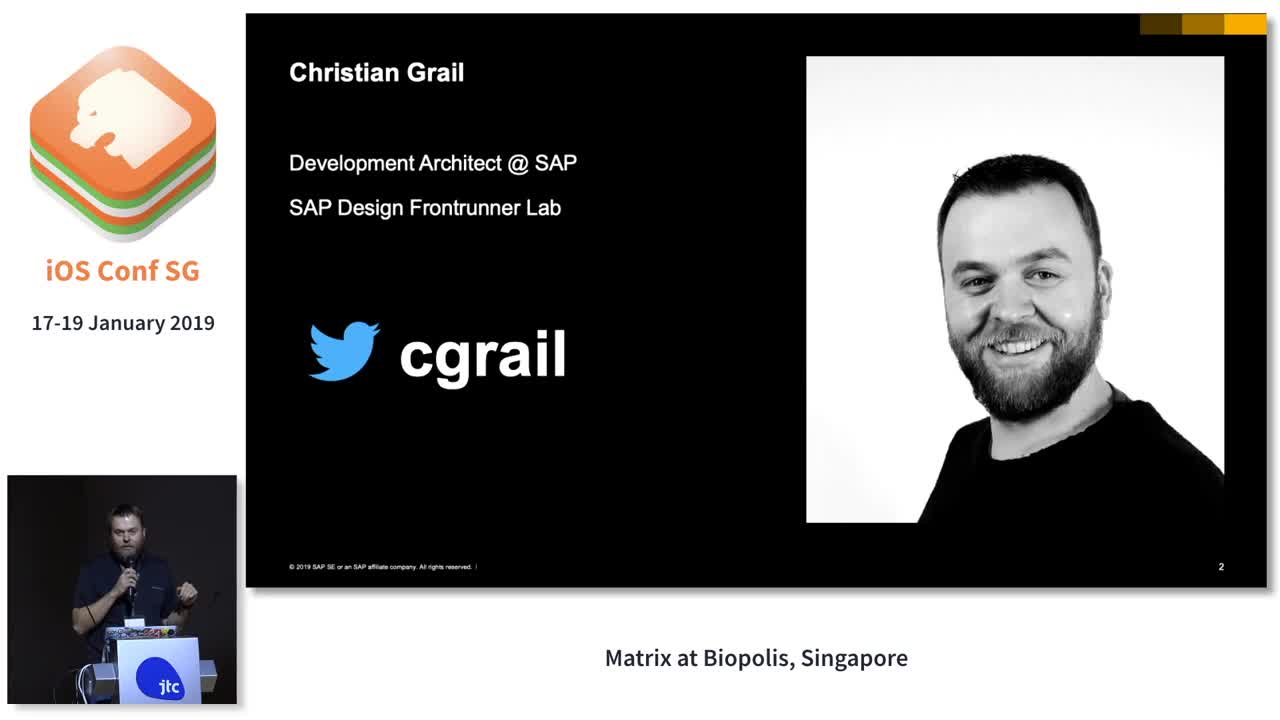 iOS Conf SG
17-19 January 2019
Christian Grail
Development Architect @ SAP
SAP Design Frontrunner Lab
cgrail
© 2019 SAP SE or an SAP affiliate company. All rights reserved. |
2
jtc
Matrix at Biopolis, Singapore